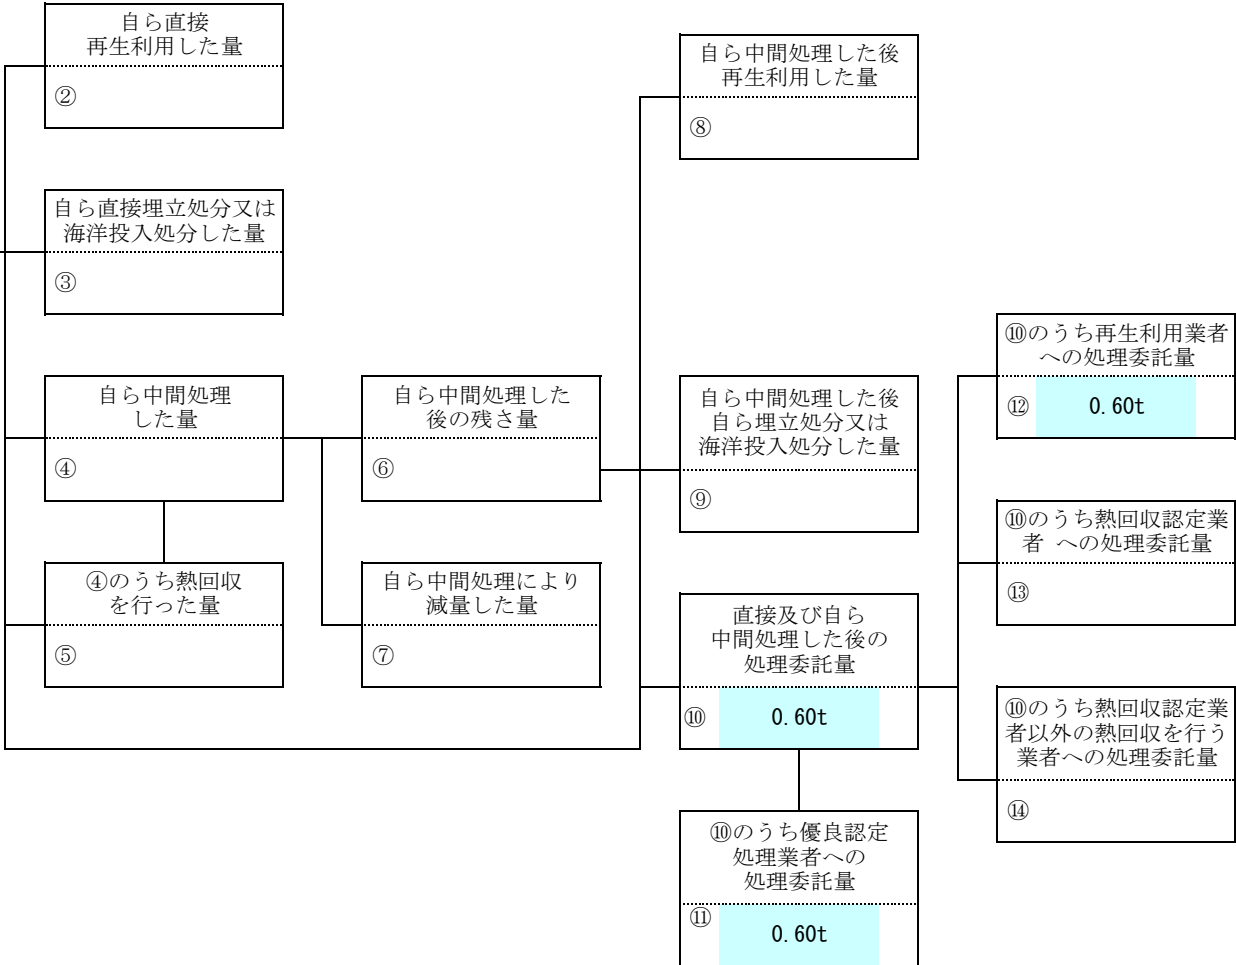 自ら直接
再生利用した量
②
自ら中間処理した後
再生利用した量
⑧
自ら直接埋立処分又は
海洋投入処分した量
③
⑩のうち再生利用業者
への処理委託量
⑫ 0.60t
自ら中間処理
した量
④
自ら中間処理した
後の残さ量
⑥
自ら中間処理した後
自ら埋立処分又は
海洋投入処分した量
⑨
⑩のうち熱回収認定業
者 への処理委託量
⑬
④のうち熱回収
を行った量
⑤
自ら中間処理により
減量した量
⑦
直接及び自ら
中間処理した後の
処理委託量
⑩ 0.60t
⑩のうち熱回収認定業
者以外の熱回収を行う
業者への処理委託量
⑭
⑩のうち優良認定
処理業者への
処理委託量
⑪ 0.60t